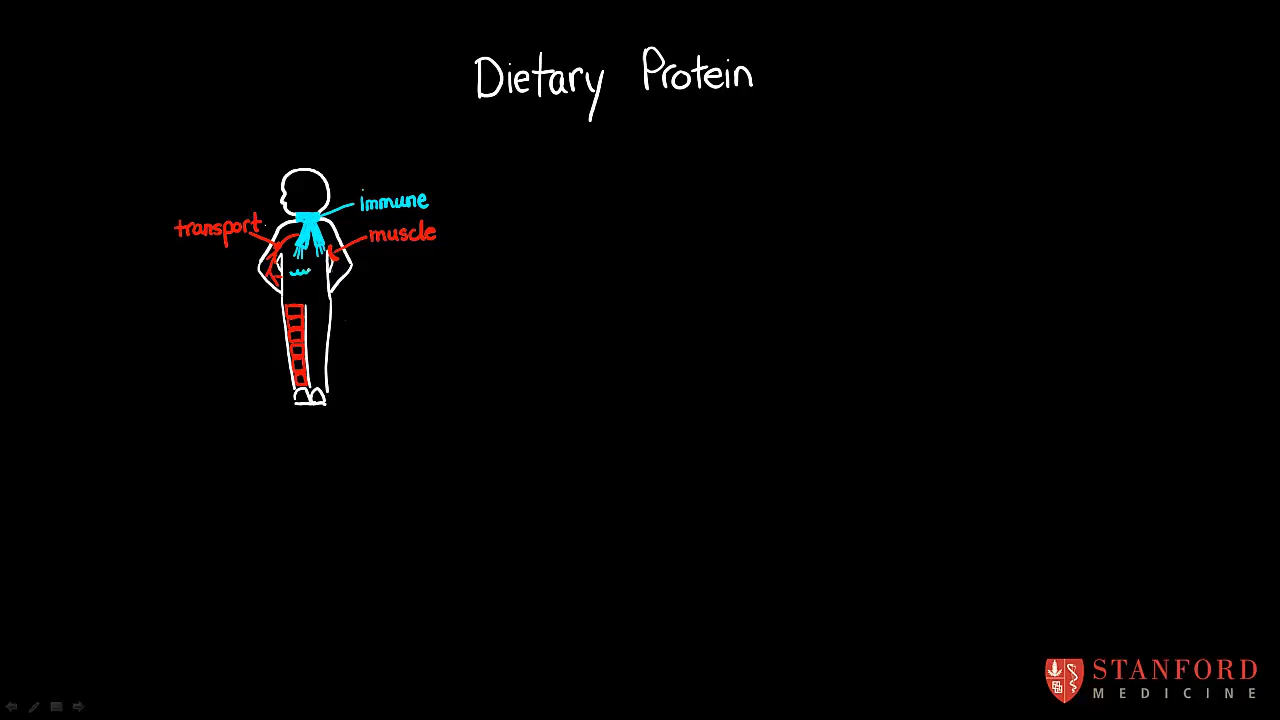 Dietary Protein
immune
transport
muscle
STANFORD
MEDICINE